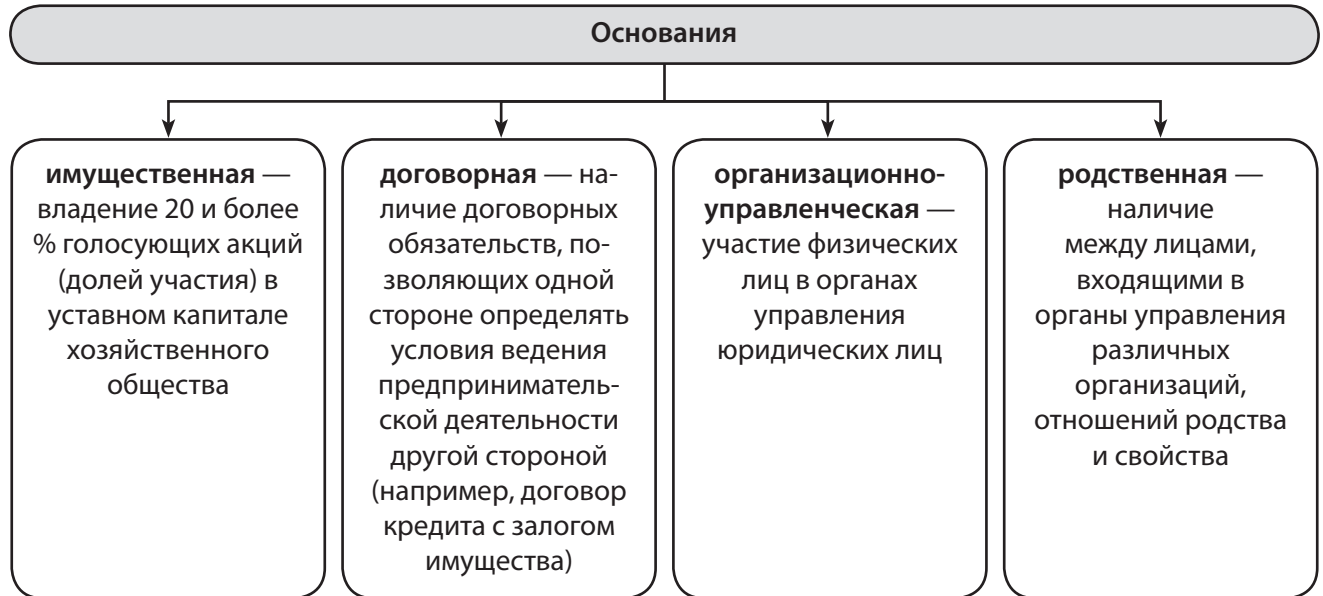 Основания
имущественная —
владение 20 и более
% голосующих акций
(долей участия) в
уставном капитале
хозяйственного
общества
договорная — на-
личие договорных
обязательств, по-
зволяющих одной
стороне определять
условия ведения
предприниматель-
ской деятельности
другой стороной
(например, договор
кредита с залогом
имущества)
организационно-
управленческая —
участие физических
лиц в органах
управления
юридических лиц
родственная —
наличие
между лицами,
входящими в
органы управления
различных
организаций,
отношений родства
и свойства